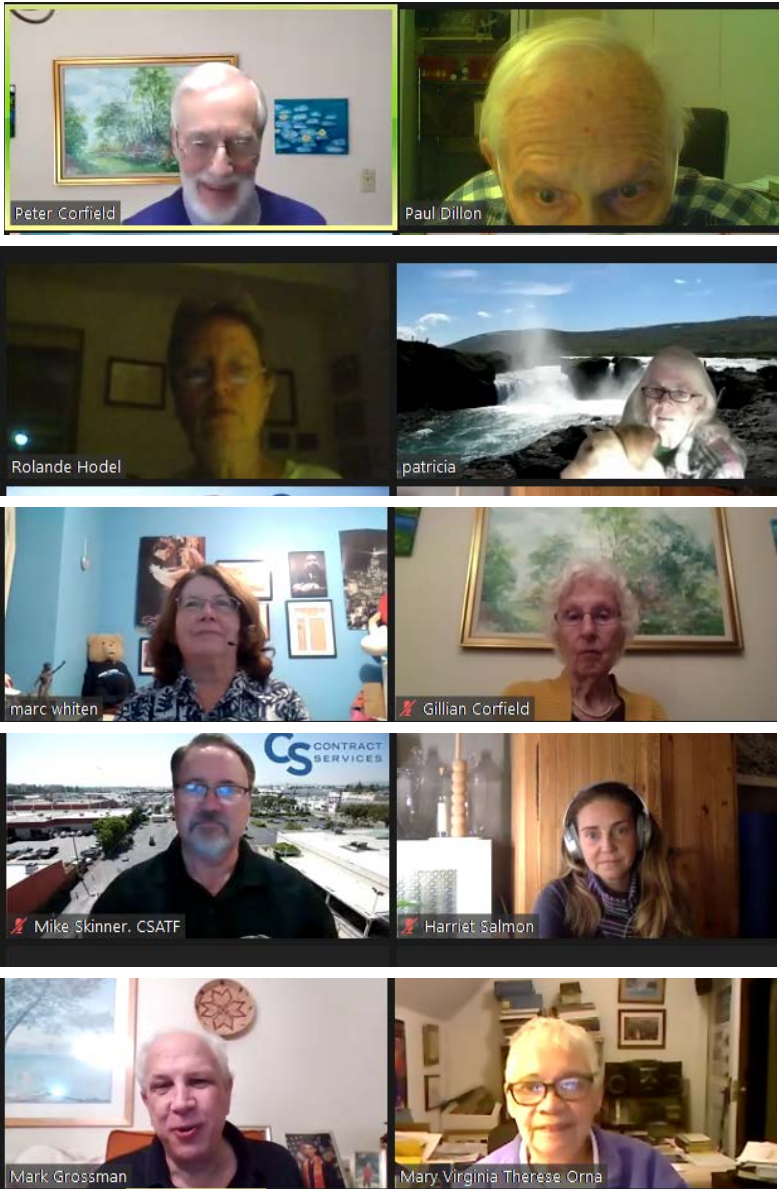 Peter Corfield
Paul Dillon
Rolande Hodel
patricia
marc whiten
Gillian Corfield
CS CONTRACT
SERVICES
Mike Skinner. CSATF
Harriet Salmon
Mark Grossman
Mary Virginia Therese Orna